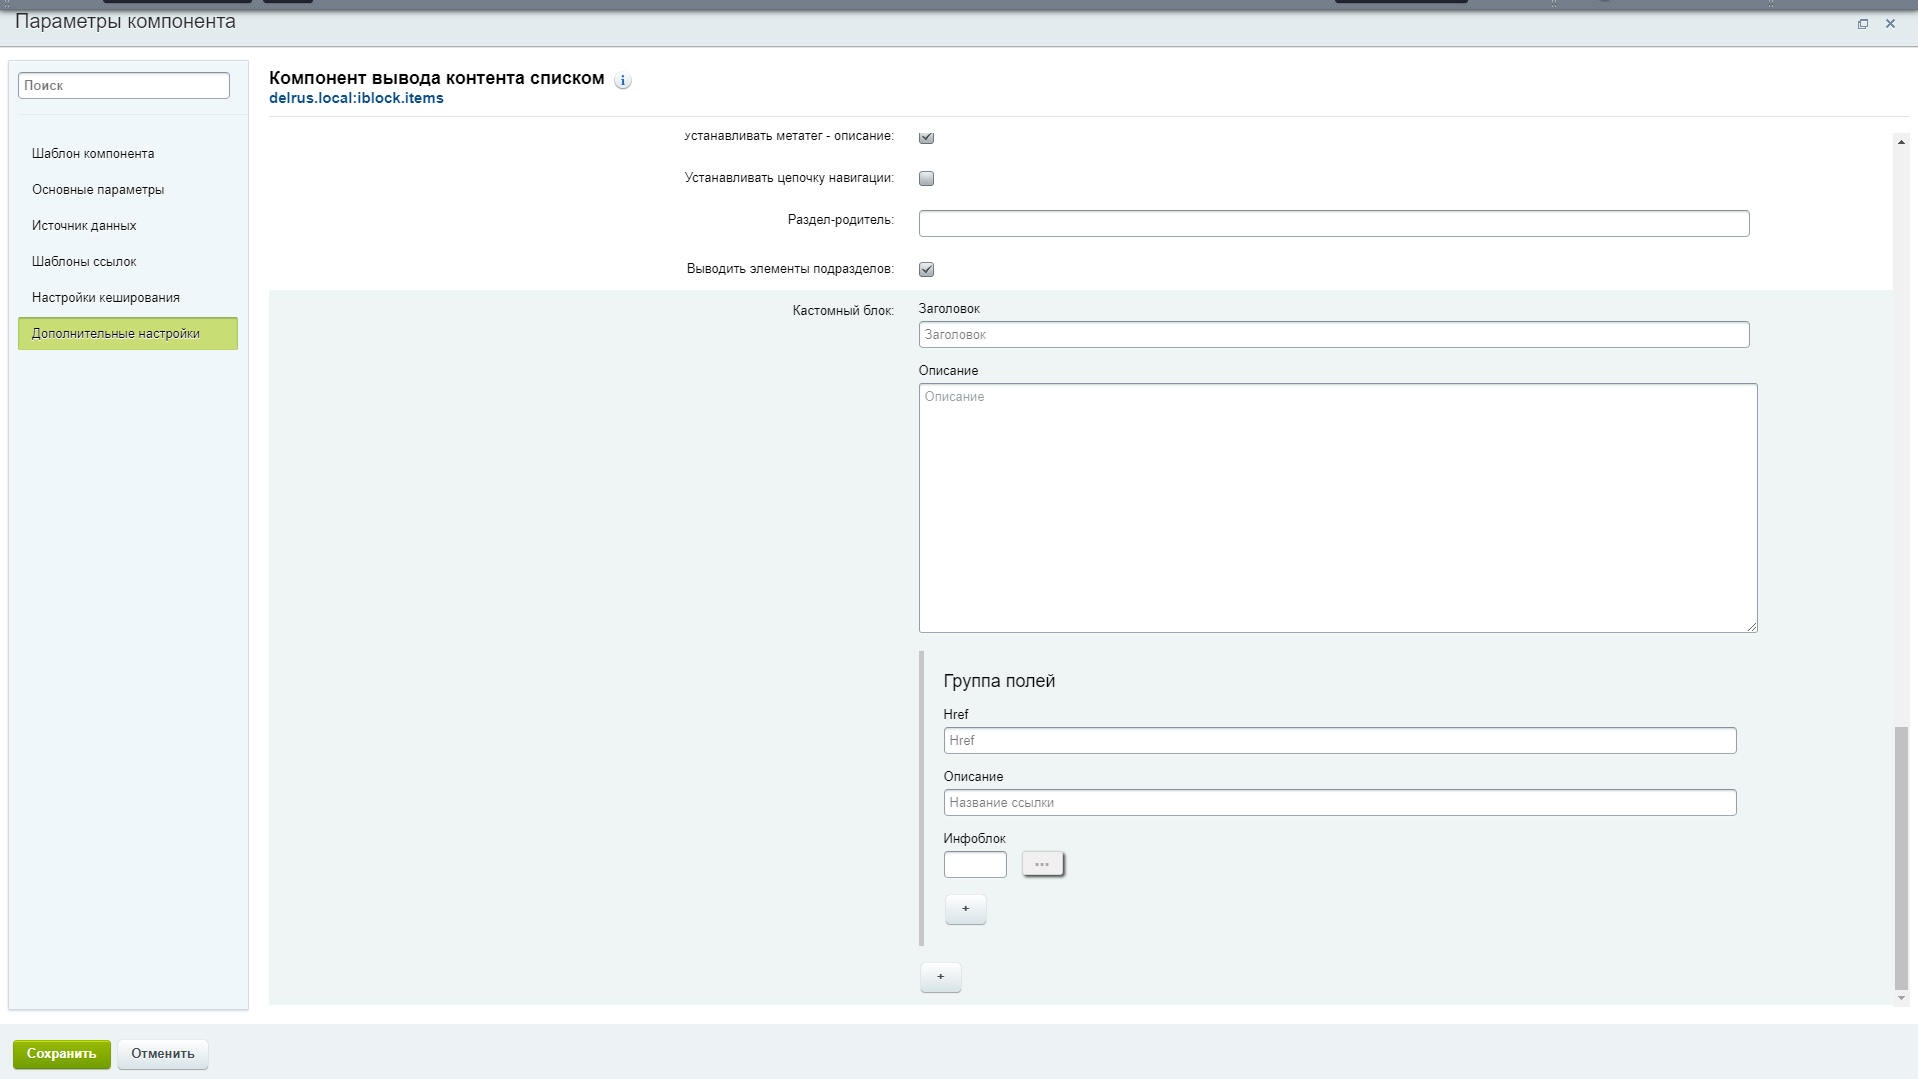 Параметры компонента
Поиск
Шаблон компонента
Основные параметры
Источник данных
Шаблоны ссылок
Настройки кеширования
Дополнительные настройки
Компонент вывода контента списком
delrus.local:iblock.items
Устанавливать метатег - описание:
Устанавливать цепочку навигации:
Раздел-родитель:
Выводить элементы подразделов:
Кастомный блок:
Заголовок
Заголовок
Описание
Описание
Группа полей
Href
Href
Описание
Название ссылки
Инфоблок
...
+
+
Сохранить
Отменить